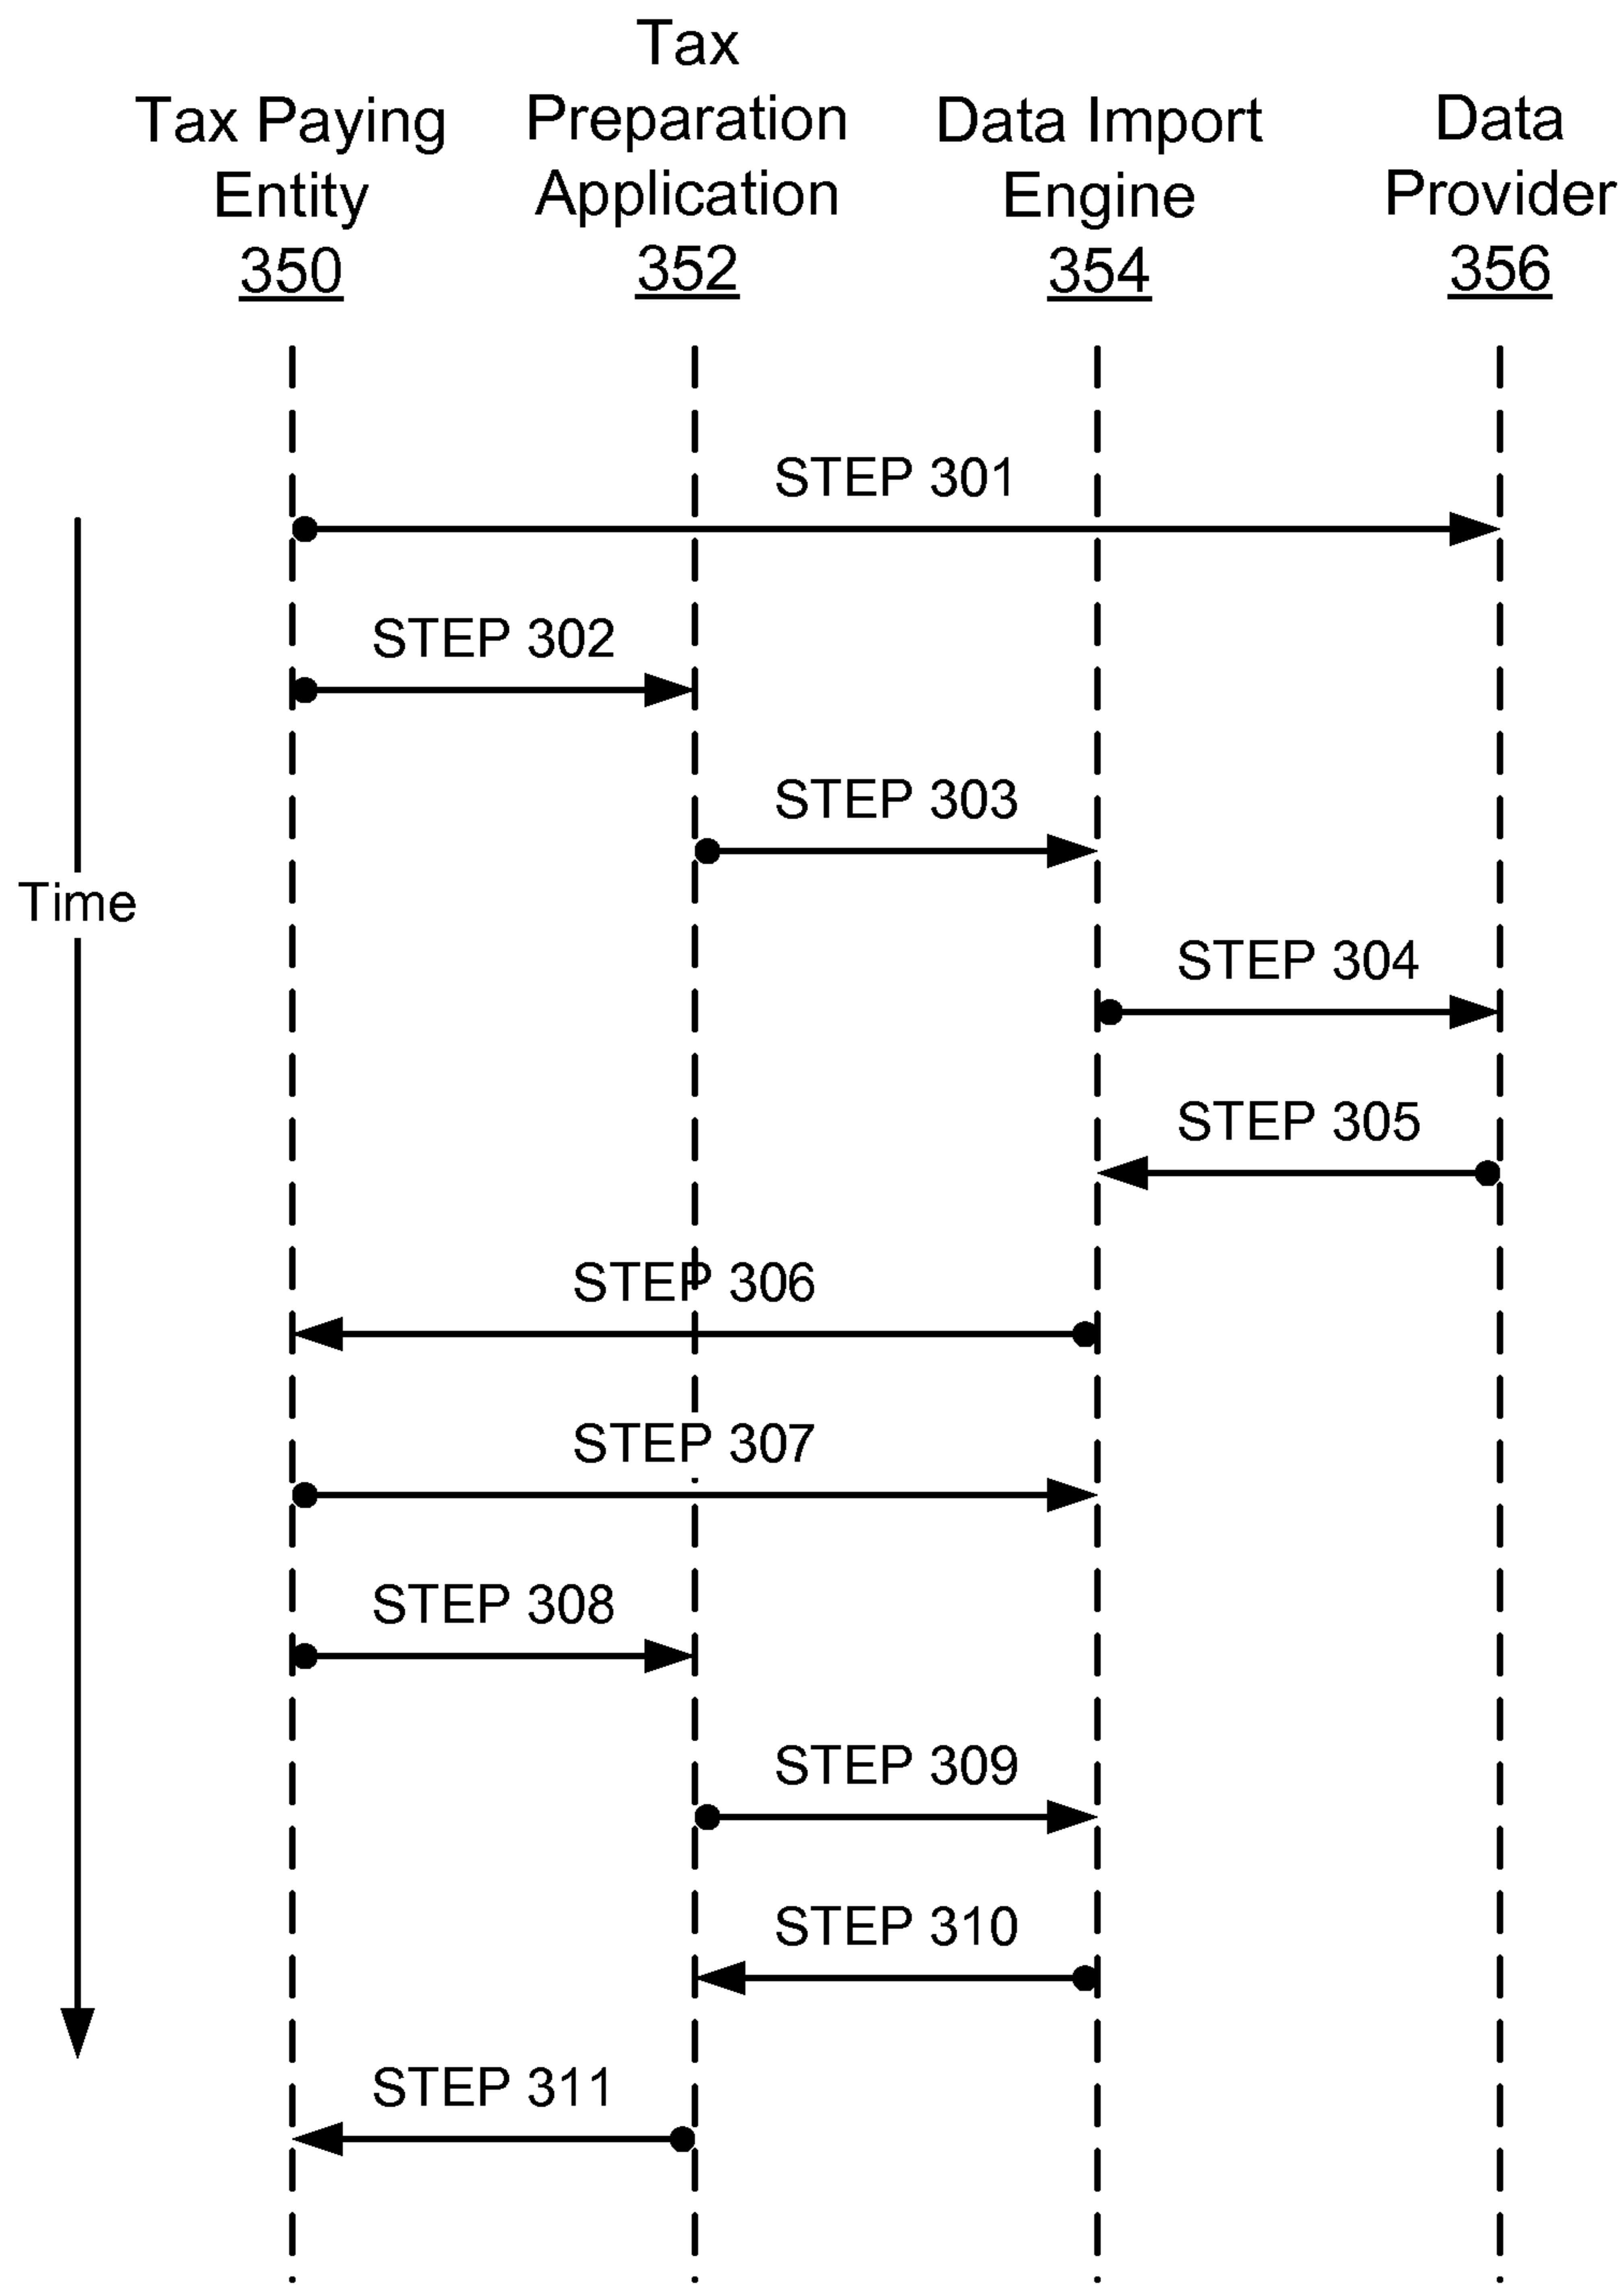 Tax Paying
Entity
350
Tax
Preparation
Application
352
Data Import
Engine
354
Data
Provider
356
STEP 301
STEP 302
STEP 303
Time
STEP 304
STEP 305
STEP 306
STEP 307
STEP 308
STEP 309
STEP 310
STEP 311